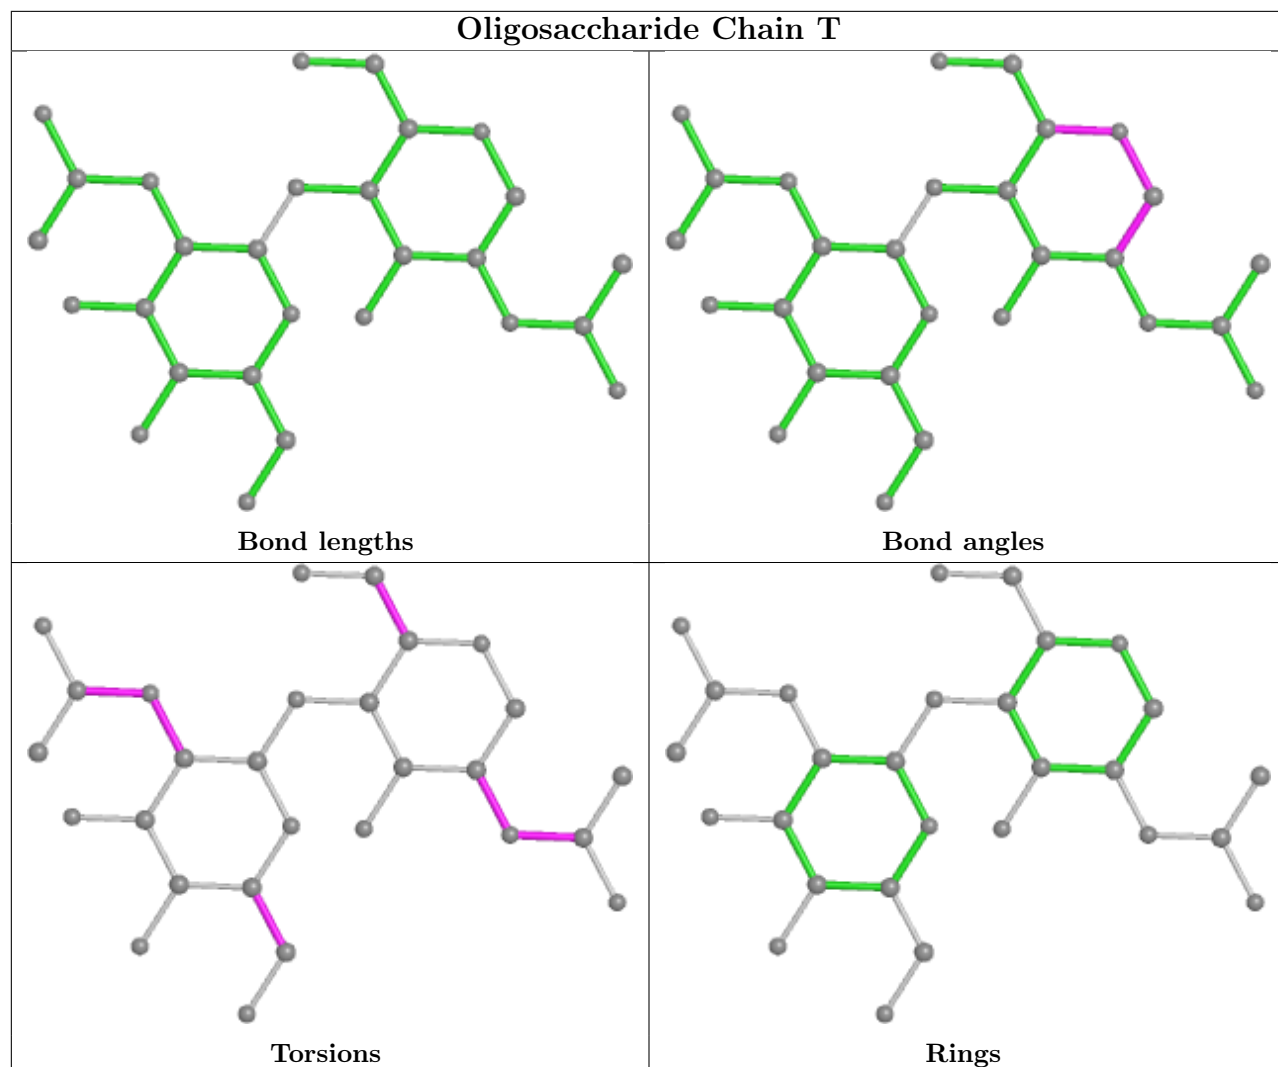 Oligosaccharide Chain T
Bond lengths
Bond angles
Torsions
Rings